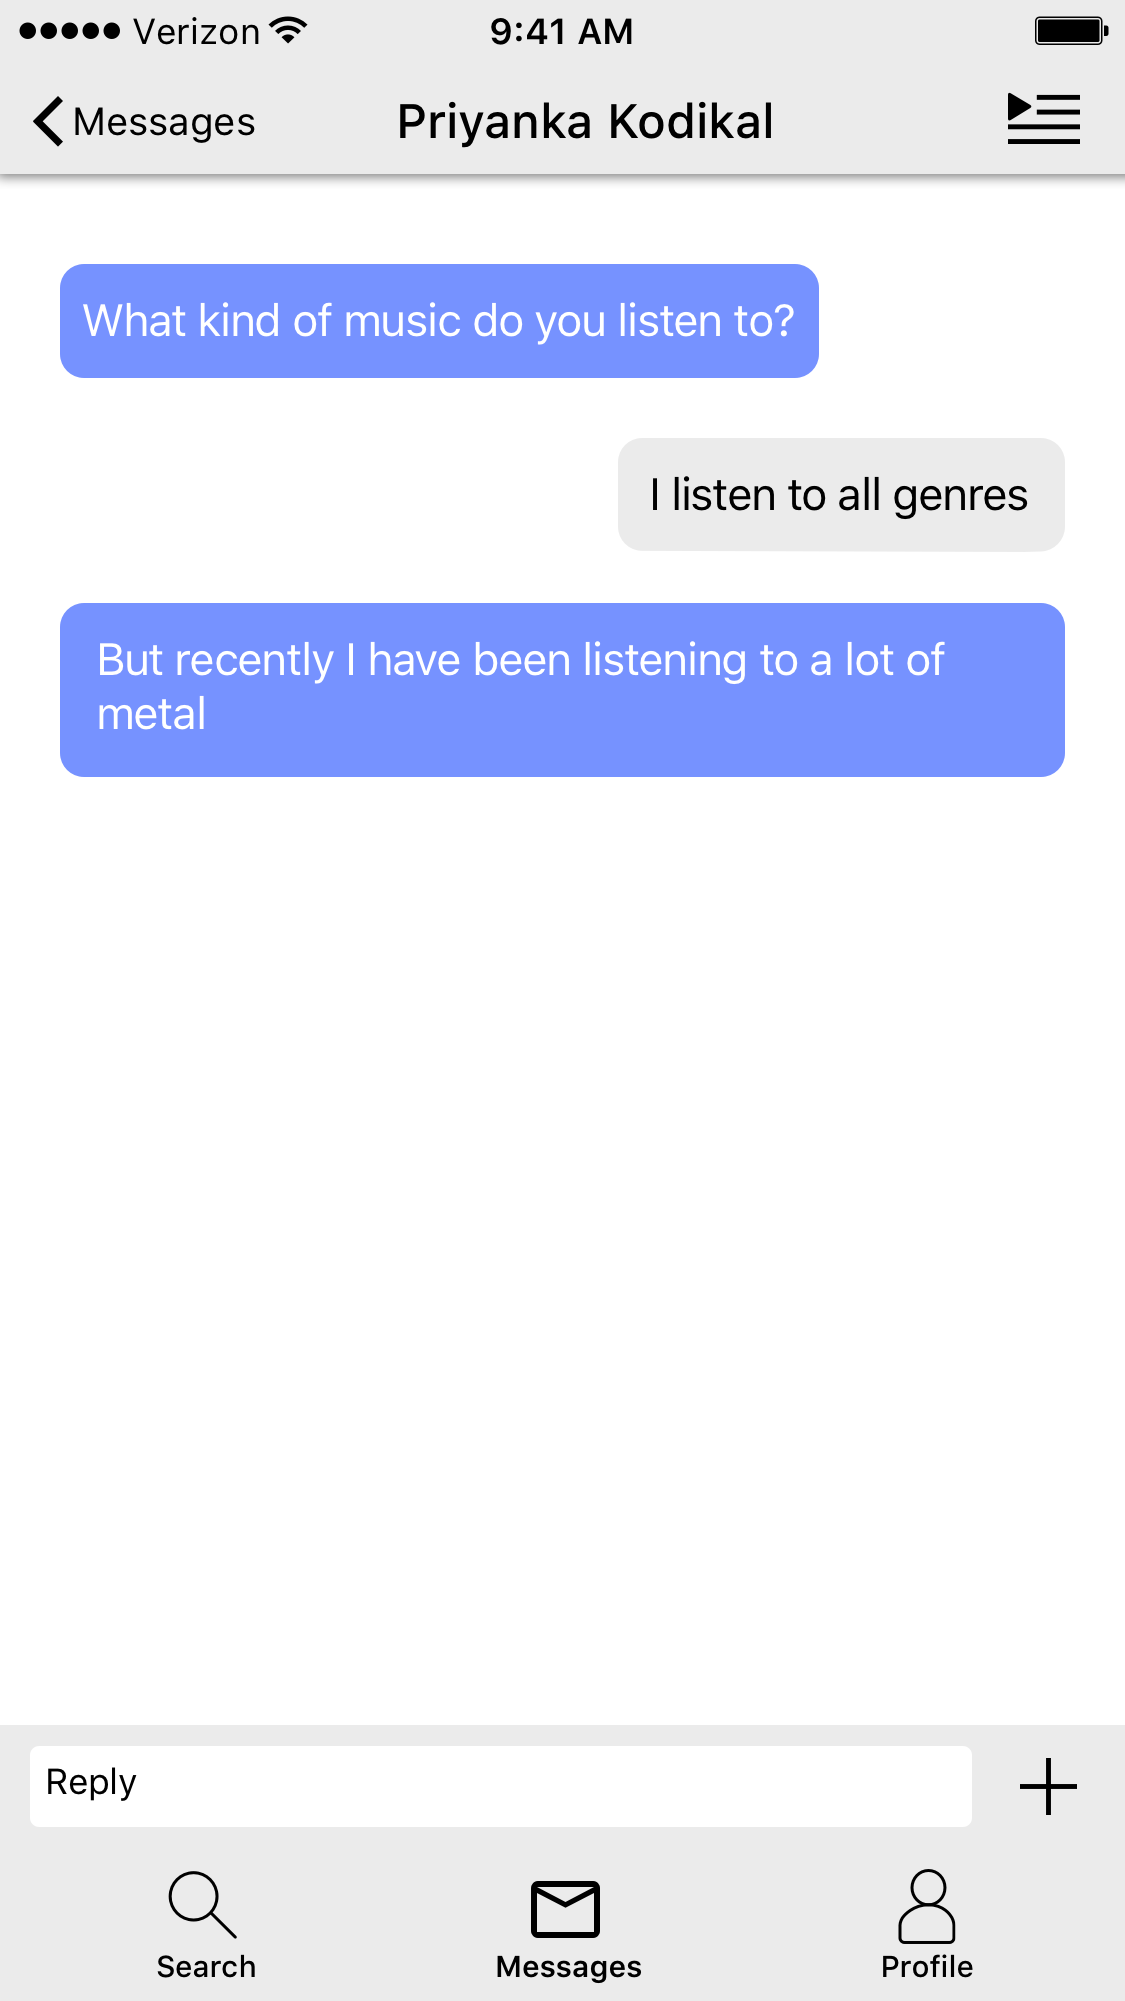 Verizon 9:41 AM
Messages Priyanka Kodikal
What kind of music do you listen to?
I listen to all genres
But recently I have been listening to a lot of
metal
Reply
Search Messages Profile